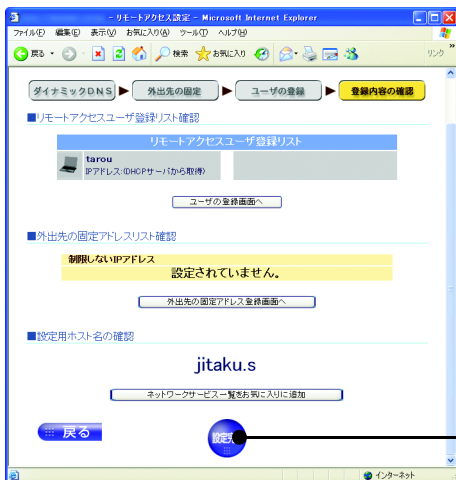 - リモートアクセス設定 - Microsoft Internet Explorer
ファイル(F) 編集(E) 表示(V) お気に入り(A) ツール(T) ヘルプ(H)
戻る 検索 お気に入り リンク »
ダイナミックDNS 外出先の固定 ユーザの登録 登録内容の確認
■リモートアクセスユーザ登録リスト確認
リモートアクセスユーザ登録リスト
tarou
IPアドレス:(DHCPサーバから取得)
ユーザの登録画面へ
■外出先の固定アドレスリスト確認
制限しないIPアドレス
設定されていません。
外出先の固定アドレス登録画面へ
■設定用ホスト名の確認
jitaku.s
ネットワークサービス一覧をお気に入りに追加
戻る
インターネット